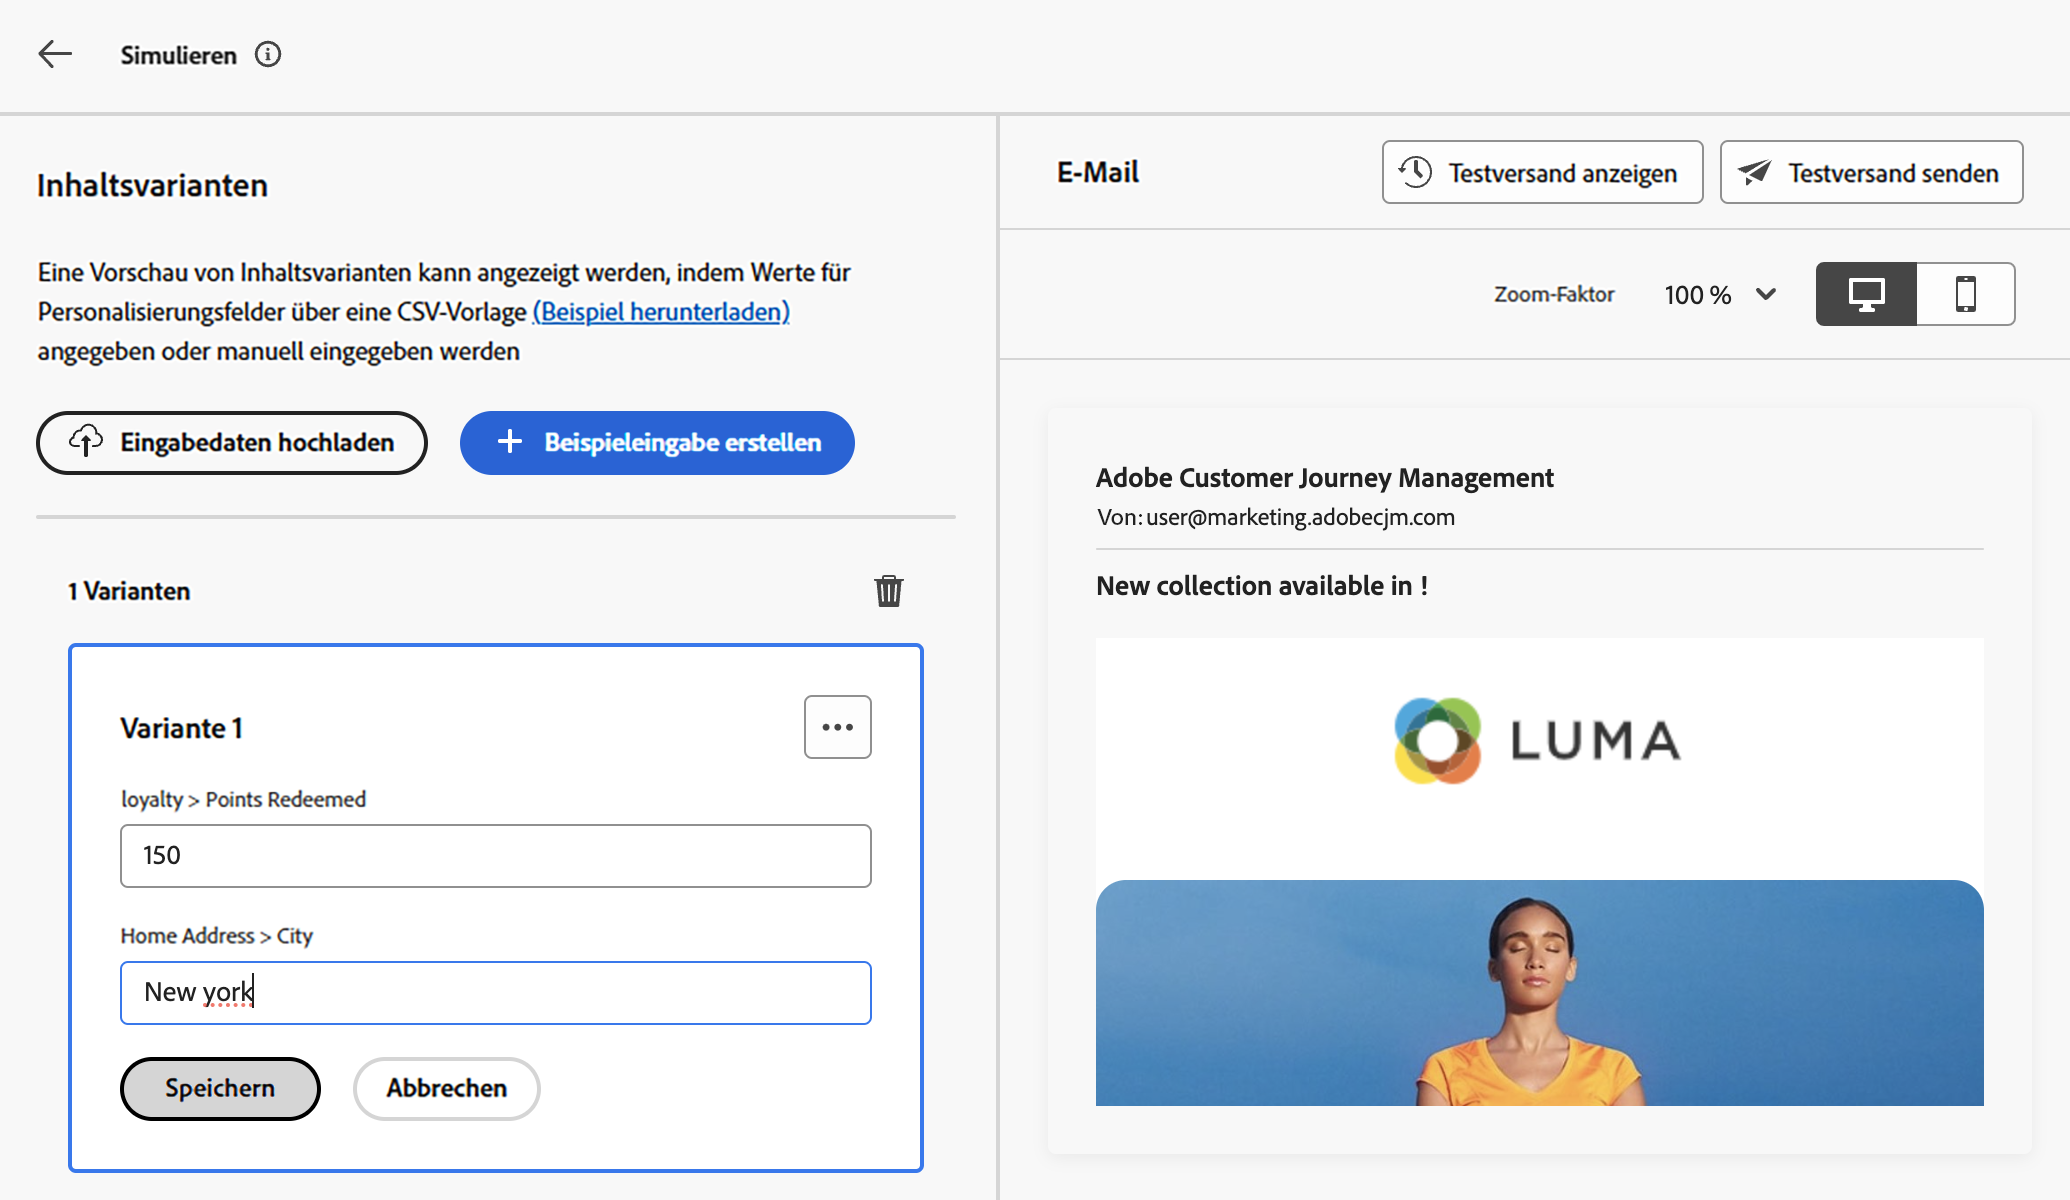 Simulieren
Inhaltsvarianten
Eine Vorschau von Inhaltsvarianten kann angezeigt werden, indem Werte für
Personalisierungsfelder über eine CSV-Vorlage (Beispiel herunterladen)
angegeben oder manuell eingegeben werden
Eingabedaten hochladen
Beispieleingabe erstellen
1 Varianten
Variante 1
loyalty > Points Redeemed
150
Home Address > City
New york
Speichern
Abbrechen
E-Mail
Testversand anzeigen
Testversand senden
Zoom-Faktor
100 %
Adobe Customer Journey Management
Von: user@marketing.adobecjm.com
New collection available in !
LUMA